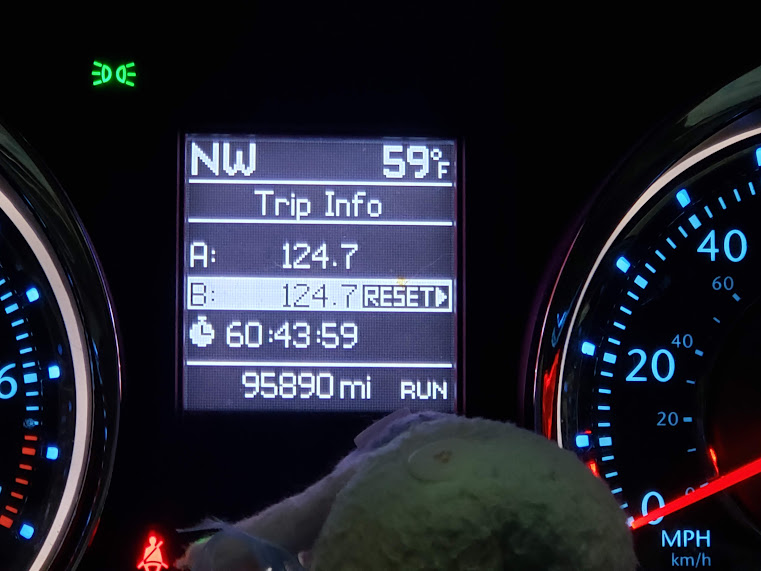 NW 59°F
Trip Info
A: 124.7
B: 124.7 RESET
60:43:59
95890 mi RUN
6
40
60
40
20
20
0
MPH
km/h